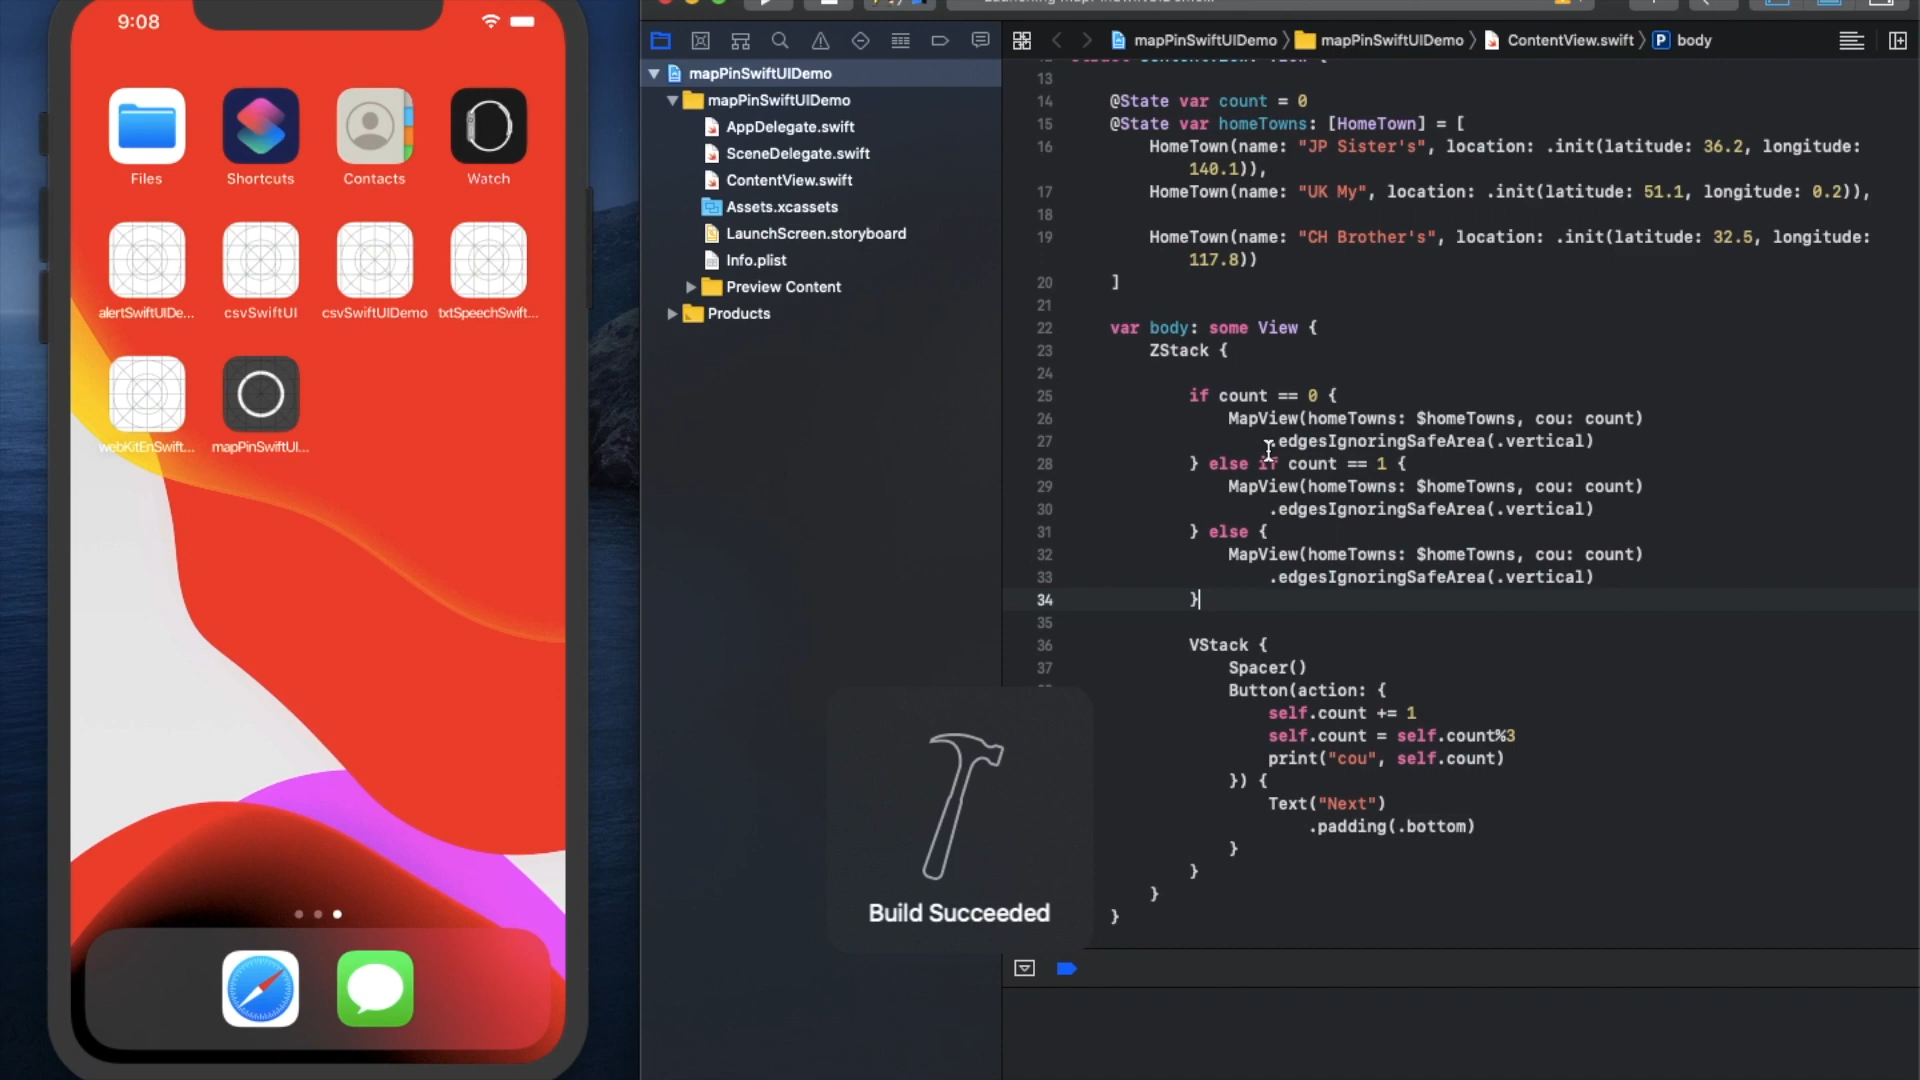 9:08
Files
Shortcuts
Contacts
Watch
alertSwiftUIDe...
csvSwiftUI
csvSwiftUIDemo
txtSpeechSwift...
webKitEnSwift...
mapPinSwiftUI...
mapPinSwiftUIDemo
mapPinSwiftUIDemo
AppDelegate.swift
SceneDelegate.swift
ContentView.swift
Assets.xcassets
LaunchScreen.storyboard
Info.plist
Preview Content
Products
mapPinSwiftUIDemo
mapPinSwiftUIDemo
ContentView.swift
P body
13
14 @State var count = 0
15 @State var homeTowns: [HomeTown] = [
16 HomeTown(name: "JP Sister's", location: .init(latitude: 36.2, longitude:
140.1)),
17 HomeTown(name: "UK My", location: .init(latitude: 51.1, longitude: 0.2)),
18
19 HomeTown(name: "CH Brother's", location: .init(latitude: 32.5, longitude:
117.8))
20 ]
21
22 var body: some View {
23 ZStack {
24
25 if count == 0 {
26 MapView(homeTowns: $homeTowns, cou: count)
27 .edgesIgnoringSafeArea(.vertical)
28 } else if count == 1 {
29 MapView(homeTowns: $homeTowns, cou: count)
30 .edgesIgnoringSafeArea(.vertical)
31 } else {
32 MapView(homeTowns: $homeTowns, cou: count)
33 .edgesIgnoringSafeArea(.vertical)
34 }
35
36 VStack {
37 Spacer()
Button(action: {
self.count += 1
self.count = self.count%3
print("cou", self.count)
}) {
Text("Next")
.padding(.bottom)
}
}
}
}
Build Succeeded